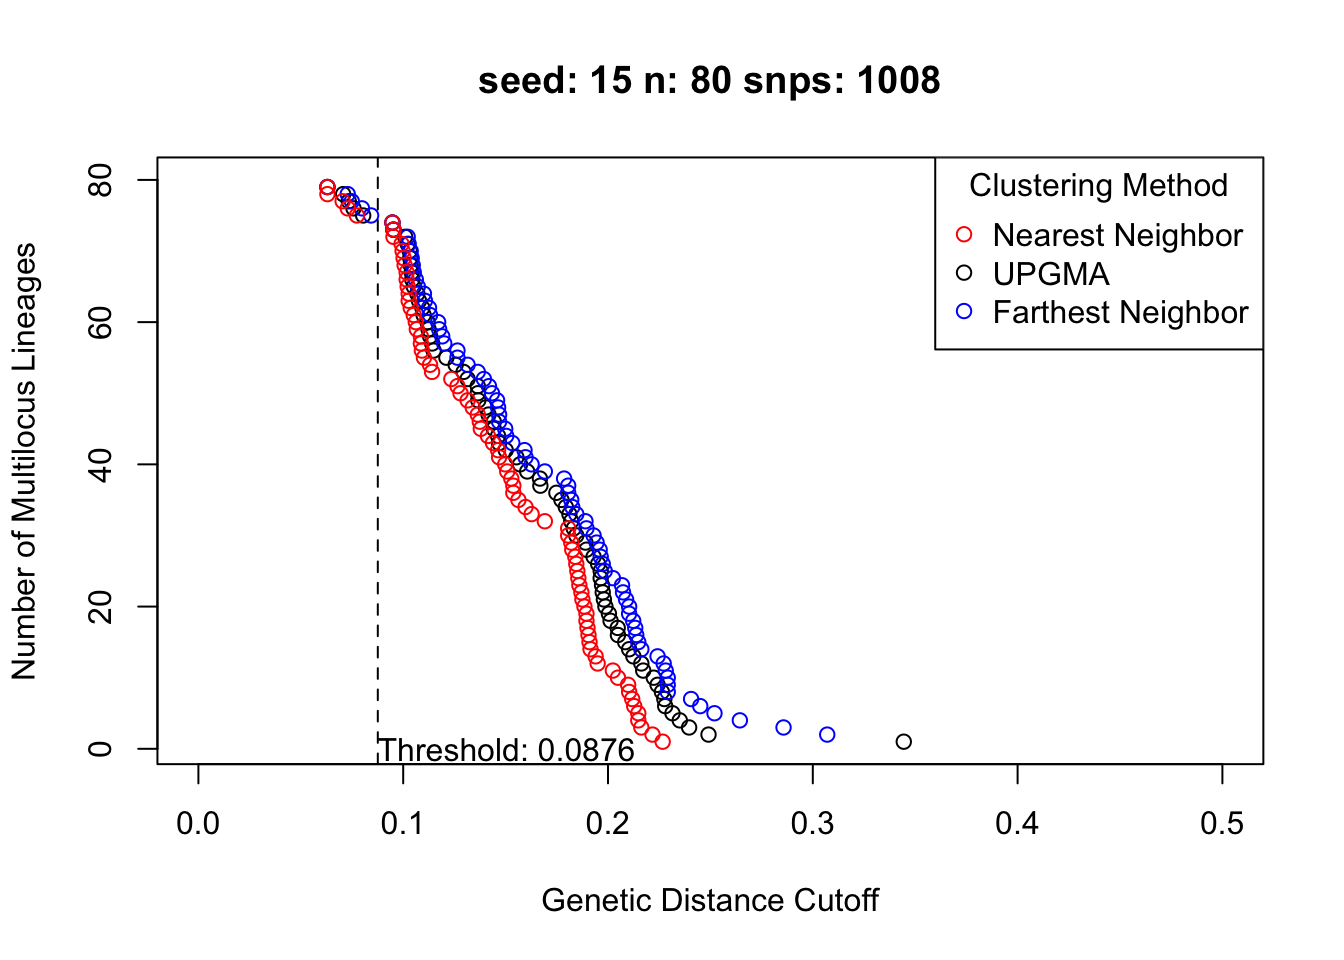 seed: 15 n: 80 snps: 1008
Number of Multilocus Lineages
80
60
40
20
0
Clustering Method
Nearest Neighbor
UPGMA
Farthest Neighbor
Threshold: 0.0876
0.0 0.1 0.2 0.3 0.4 0.5
Genetic Distance Cutoff